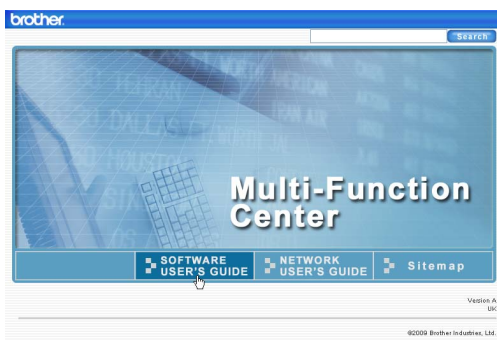 brother.
Search
Multi-Function
Center
SOFTWARE
USER'S GUIDE
NETWORK
USER'S GUIDE
Sitemap
Version A
UK
©2009 Brother Industries, Ltd.